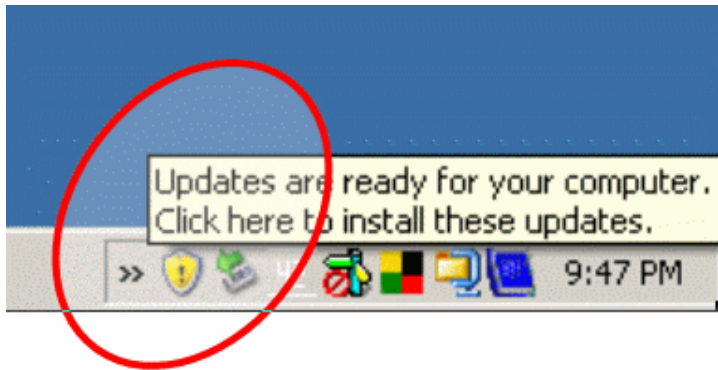 Updates are ready for your computer.
Click here to install these updates.
» 9:47 PM